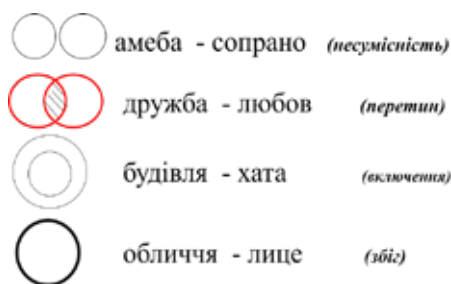 амеба - сопрано (несумісність)
дружба - любов (перетин)
будівля - хата (включення)
обличчя - лице (збіг)